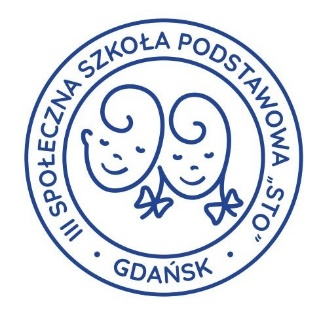 III SPOŁECZNA SZKOŁA PODSTAWOWA „STO”
• GDAŃSK •